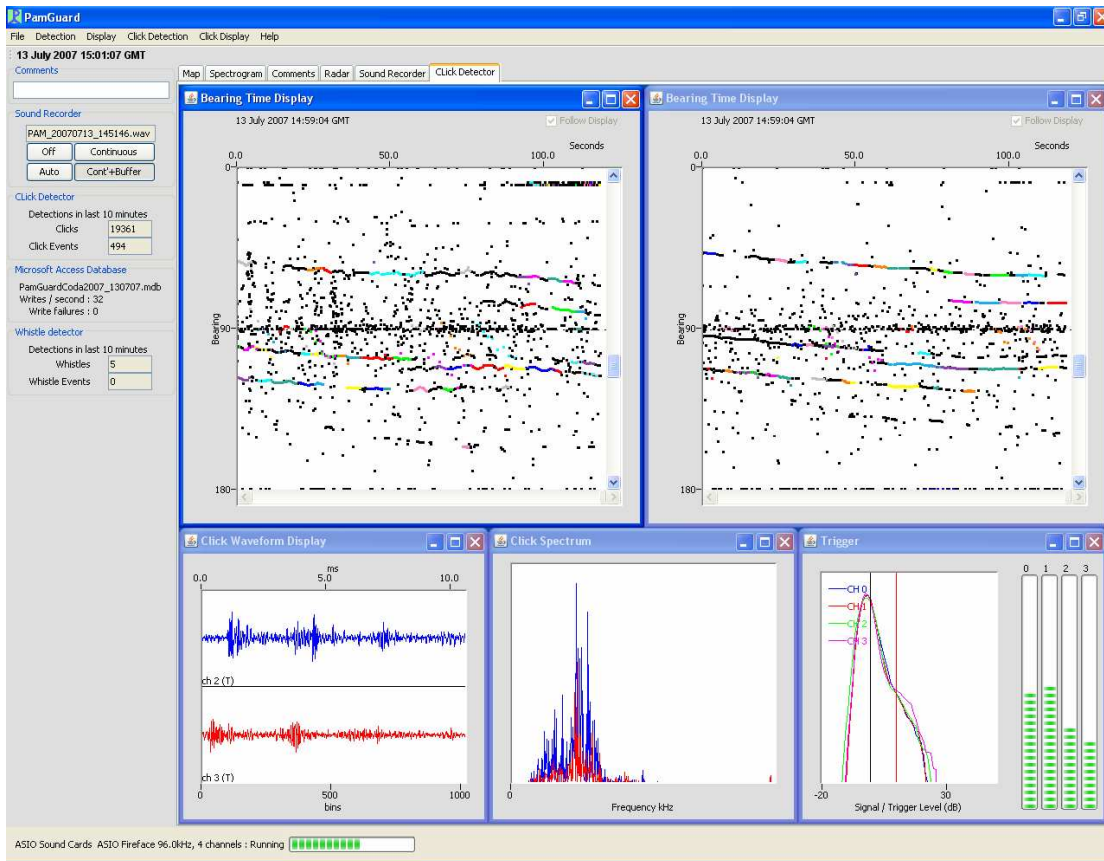 PamGuard
File Detection Display Click Detection Click Display Help
13 July 2007 15:01:07 GMT
Comments
Sound Recorder
PAM_20070713_145146.wav
Off Continuous
Auto Cont'+Buffer
CLick Detector
Detections in last 10 minutes
Clicks 19361
Click Events 494
Microsoft Access Database
PamGuardCoda2007_130707.mdb
Writes / second : 32
Write failures : 0
Whistle detector
Detections in last 10 minutes
Whistles 5
Whistle Events 0
Map Spectrogram Comments Radar Sound Recorder CLick Detector
Bearing Time Display
13 July 2007 14:59:04 GMT Follow Display
Seconds
0.0 50.0 100.0
0
90
180
Bearing
Bearing Time Display
13 July 2007 14:59:04 GMT Follow Display
Seconds
0.0 50.0 100.0
0
90
180
Bearing
Click Waveform Display
ms
0.0 5.0 10.0
ch 2 (T)
ch 3 (T)
0 500 1000
bins
Click Spectrum
0
Frequency kHz
Trigger
CH 0
CH 1
CH 2
CH 3
-20 30
Signal / Trigger Level (dB)
0 1 2 3
ASIO Sound Cards ASIO Fireface 96.0kHz, 4 channels : Running